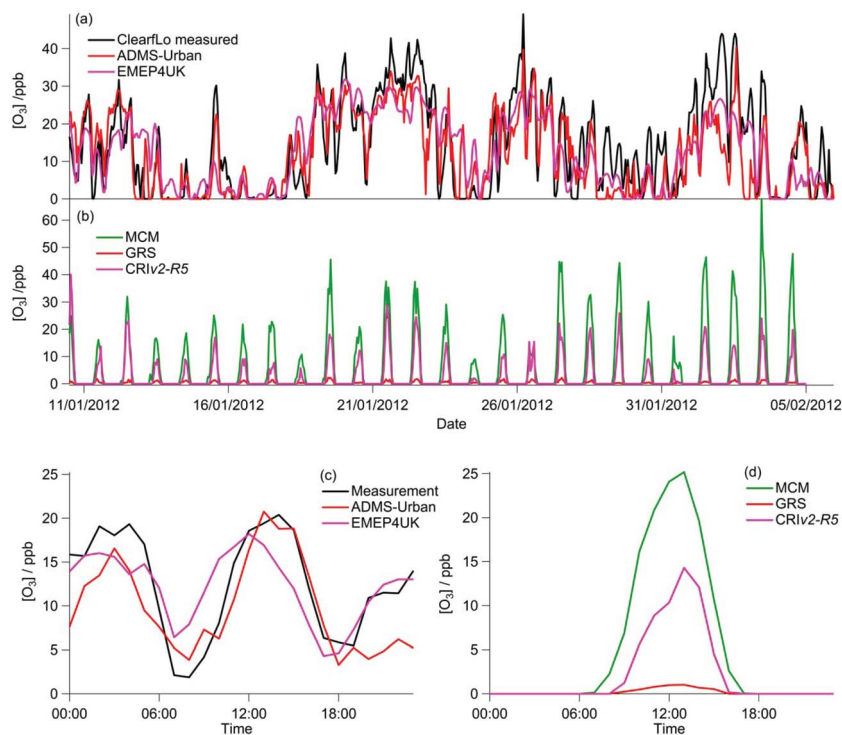 (a)
ClearfLo measured
ADMS-Urban
EMEP4UK
[O3] /ppb
40
30
20
10
0
(b)
MCM
GRS
CRIv2-R5
[O3] /ppb
60
50
40
30
20
10
0
11/01/2012 16/01/2012 21/01/2012 26/01/2012 31/01/2012 05/02/2012
Date
(c)
Measurement
ADMS-Urban
EMEP4UK
[O3] / ppb
25
20
15
10
5
0
00:00 06:00 12:00 18:00
Time
(d)
MCM
GRS
CRIv2-R5
[O3] / ppb
25
20
15
10
5
0
00:00 06:00 12:00 18:00
Time